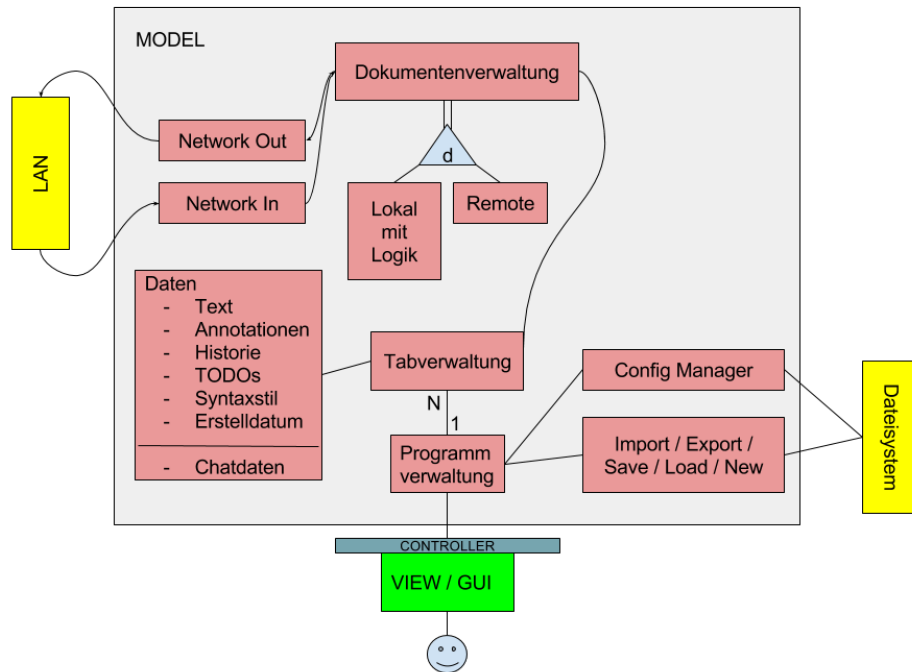 MODEL
Dokumentenverwaltung
Network Out
Network In
LAN
d
Lokal
mit
Logik
Remote
Daten
- Text
- Annotationen
- Historie
- TODOs
- Syntaxstil
- Erstelldatum
- Chatdaten
Tabverwaltung
N
1
Programm
verwaltung
Config Manager
Import / Export /
Save / Load / New
Dateisystem
CONTROLLER
VIEW / GUI